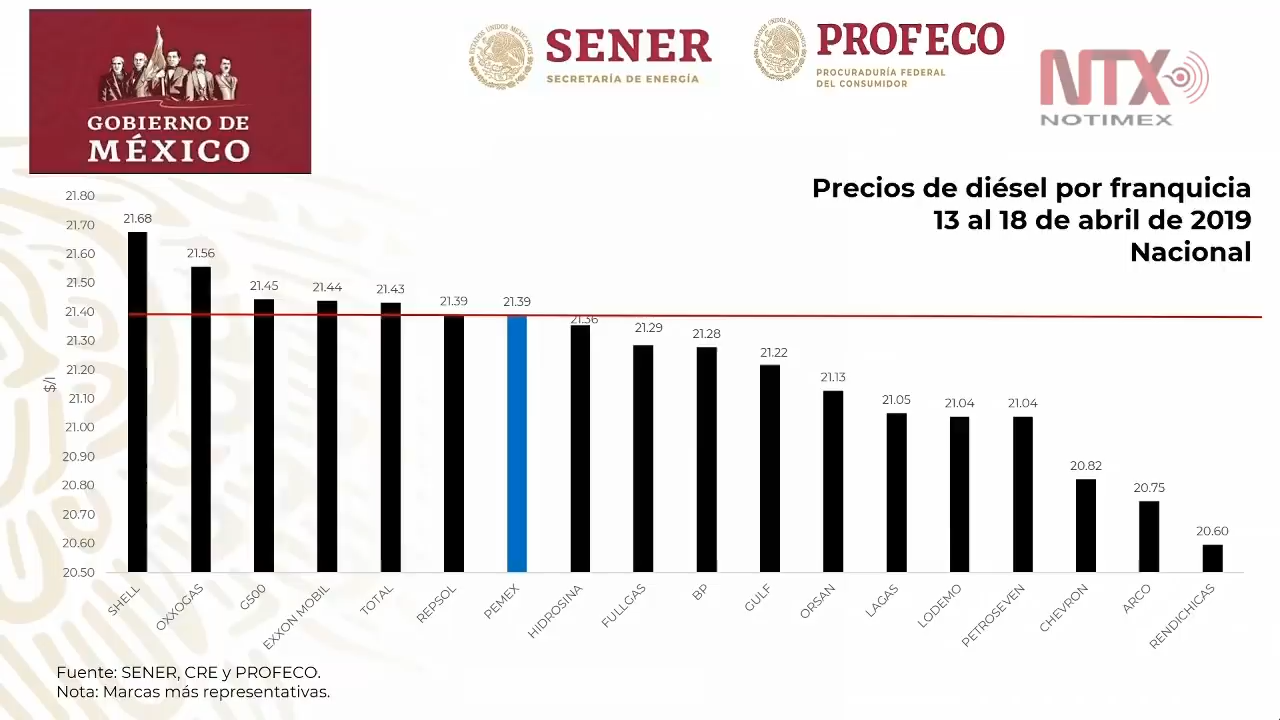 GOBIERNO DE
MÉXICO
SENER
SECRETARÍA DE ENERGÍA
PROFECO
PROCURADURÍA FEDERAL
DEL CONSUMIDOR
NTX
NOTIMEX
Precios de diésel por franquicia
13 al 18 de abril de 2019
Nacional
$/l
21.80
21.70
21.60
21.50
21.40
21.30
21.20
21.10
21.00
20.90
20.80
20.70
20.60
20.50
21.68
21.56
21.45
21.44
21.43
21.39
21.39
21.36
21.29
21.28
21.22
21.13
21.05
21.04
21.04
20.82
20.75
20.60
SHELL
OXXOGAS
G500
EXXON MOBIL
TOTAL
REPSOL
PEMEX
HIDROSINA
FULLGAS
BP
GULF
ORSAN
LAGAS
LODEMO
PETROSEVEN
CHEVRON
ARCO
RENDICHICAS
Fuente: SENER, CRE y PROFECO.
Nota: Marcas más representativas.